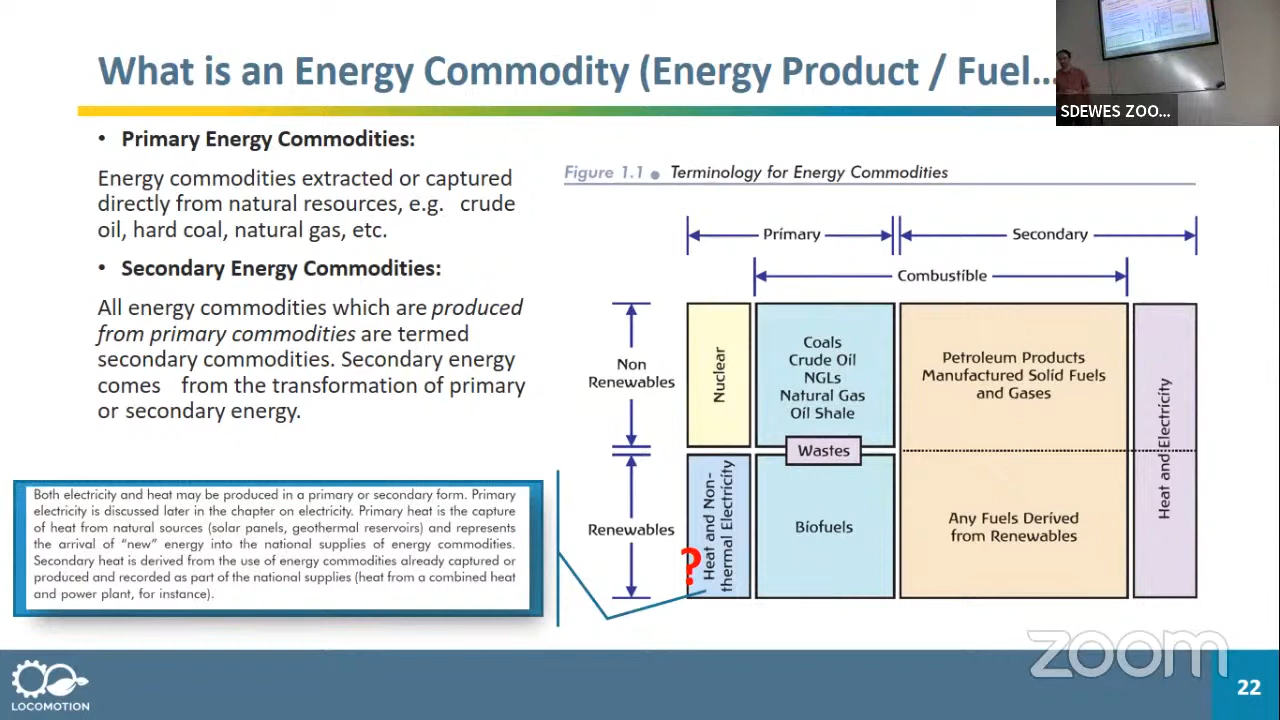 What is an Energy Commodity (Energy Product / Fuel...
SDEWES ZOO...
• Primary Energy Commodities:
Energy commodities extracted or captured
directly from natural resources, e.g. crude
oil, hard coal, natural gas, etc.
• Secondary Energy Commodities:
All energy commodities which are produced
from primary commodities are termed
secondary commodities. Secondary energy
comes from the transformation of primary
or secondary energy.
Both electricity and heat may be produced in a primary or secondary form. Primary
electricity is discussed later in the chapter on electricity. Primary heat is the capture
of heat from natural sources (solar panels, geothermal reservoirs) and represents
the arrival of “new” energy into the national supplies of energy commodities.
Secondary heat is derived from the use of energy commodities already captured or
produced and recorded as part of the national supplies (heat from a combined heat
and power plant, for instance).
Figure 1.1 ● Terminology for Energy Commodities
Primary
Secondary
Combustible
Non
Renewables
Nuclear
Coals
Crude Oil
NGLs
Natural Gas
Oil Shale
Petroleum Products
Manufactured Solid Fuels
and Gases
Heat and Electricity
Wastes
Renewables
?
Heat and Non-
thermal Electricity
Biofuels
Any Fuels Derived
from Renewables
zoom
LOCOMOTION
22